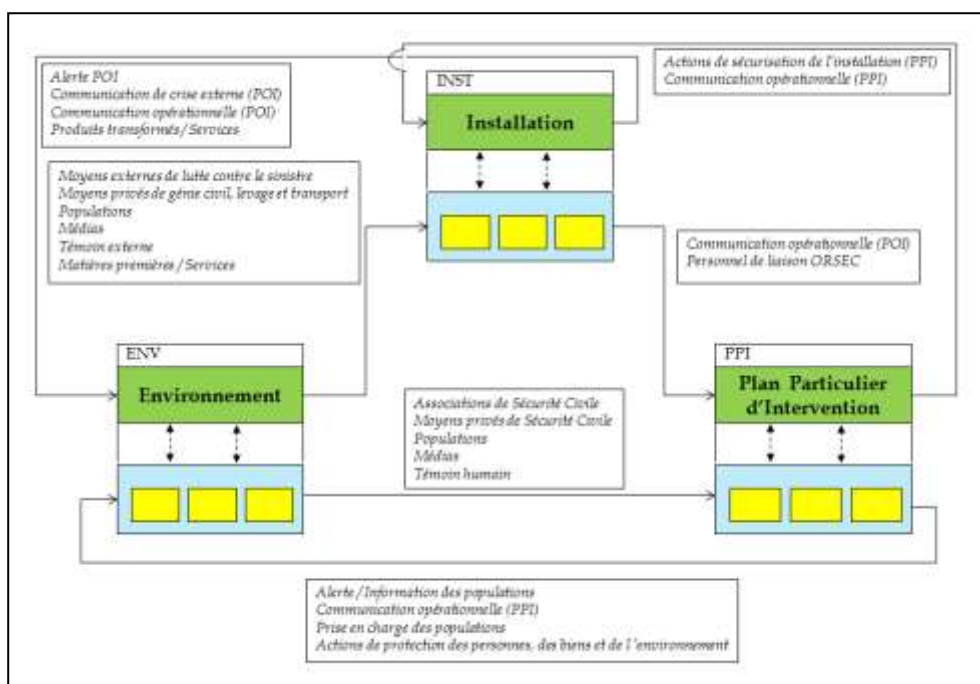 Alerte POI
Communication de crise externe (POI)
Communication opérationnelle (POI)
Produits transformés/Services
Actions de sécurisation de l'installation (PPI)
Communication opérationnelle (PPI)
INST
Installation
Moyens externes de lutte contre le sinistre
Moyens privés de génie civil, levage et transport
Populations
Médias
Témoin externe
Matières premières/Services
Communication opérationnelle (POI)
Personnel de liaison ORSEC
ENV
Environnement
Associations de Sécurité Civile
Moyens privés de Sécurité Civile
Populations
Médias
Témoin humain
PPI
Plan Particulier
d'Intervention
Alerte/Information des populations
Communication opérationnelle (PPI)
Prise en charge des populations
Actions de protection des personnes, des biens et de l'environnement